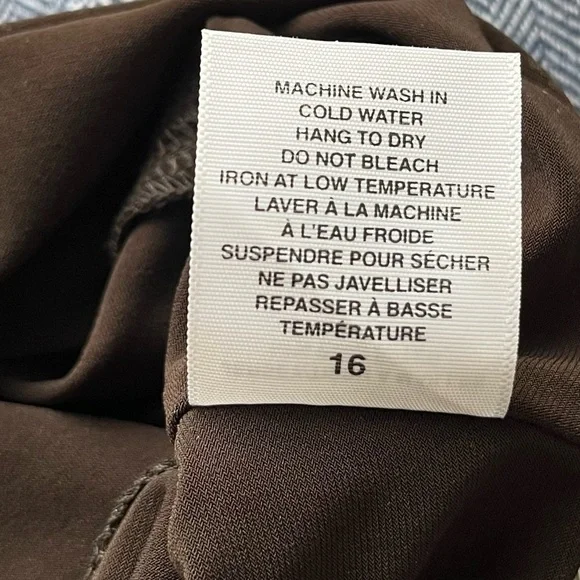 MACHINE WASH IN
COLD WATER
HANG TO DRY
DO NOT BLEACH
IRON AT LOW TEMPERATURE
LAVER À LA MACHINE
À L'EAU FROIDE
SUSPENDRE POUR SÉCHER
NE PAS JAVELLISER
REPASSER À BASSE
TEMPÉRATURE
16